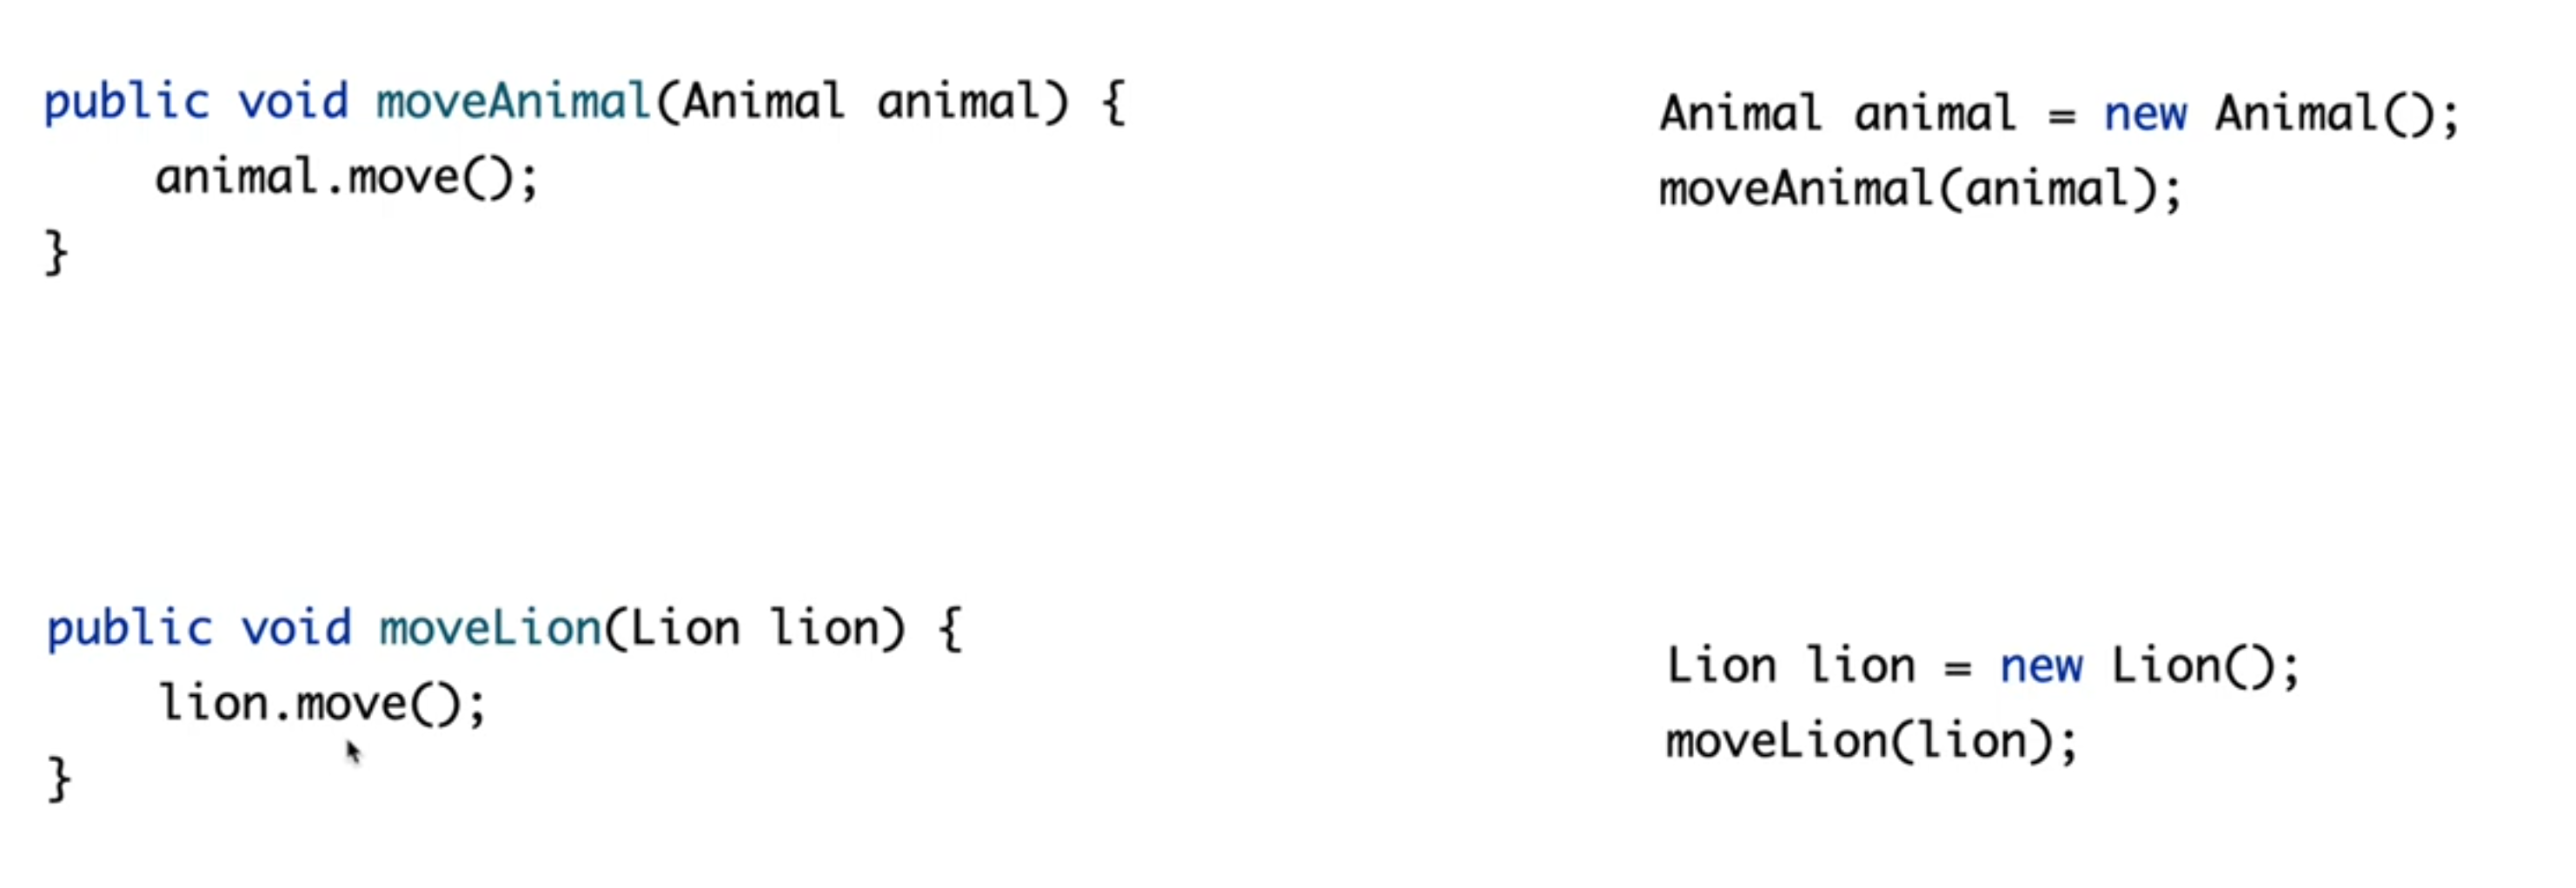 public void moveAnimal(Animal animal) {
    animal.move();
}
Animal animal = new Animal();
moveAnimal(animal);
public void moveLion(Lion lion) {
    lion.move();
}
Lion lion = new Lion();
moveLion(lion);